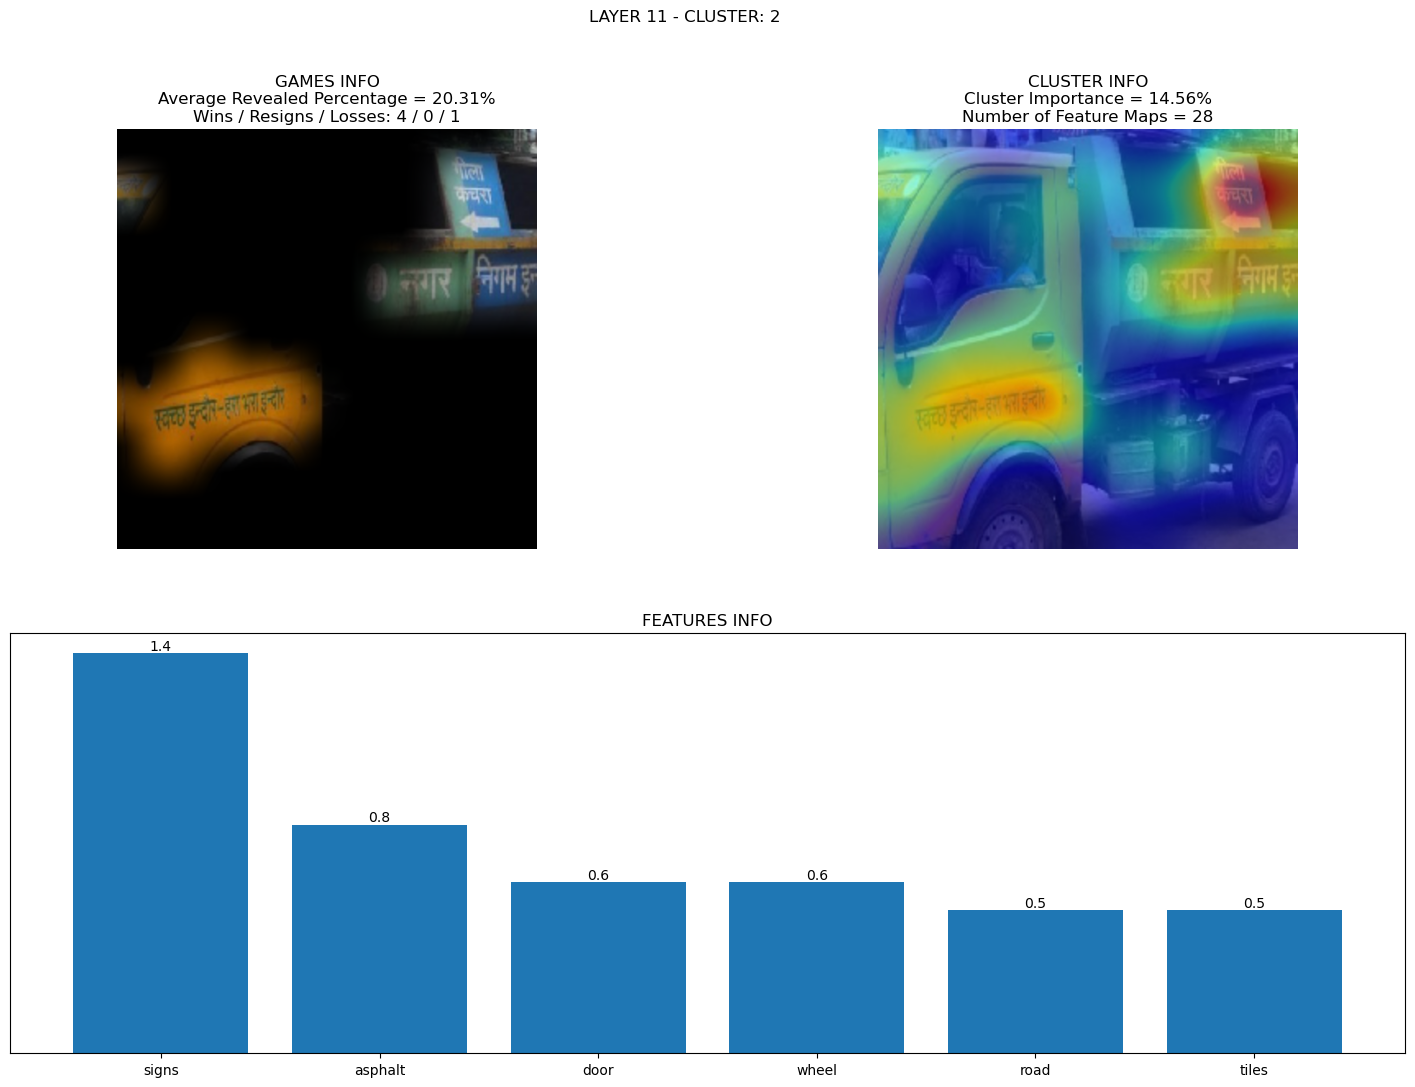 LAYER 11 - CLUSTER: 2
GAMES INFO
Average Revealed Percentage = 20.31%
Wins / Resigns / Losses: 4 / 0 / 1
गीला
कचरा
नगर
निगम इन
स्वच्छ इन्दौर-हरा भरा इन्दौर
CLUSTER INFO
Cluster Importance = 14.56%
Number of Feature Maps = 28
गीला
कचरा
नगर
निगम इन
स्वच्छ इन्दौर-हरा भरा इन्दौर
FEATURES INFO
1.4
0.8
0.6
0.6
0.5
0.5
signs
asphalt
door
wheel
road
tiles